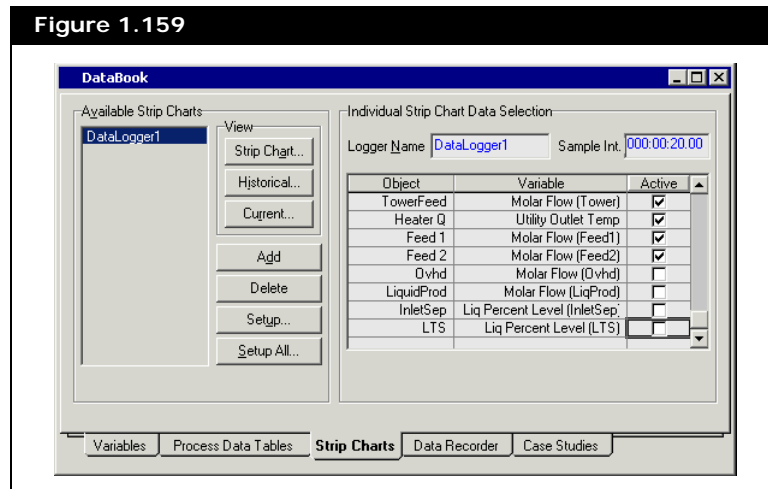 Figure 1.159
DataBook
Available Strip Charts
DataLogger1
View
Strip Chart...
Historical...
Current...
Add
Delete
Setup...
Setup All...
Individual Strip Chart Data Selection
Logger Name DataLogger1 Sample Int. 000:00:20.00
Object Variable Active
TowerFeed Molar Flow (Tower)
Heater Q Utility Outlet Temp
Feed 1 Molar Flow (Feed1)
Feed 2 Molar Flow (Feed2)
Ovhd Molar Flow (Ovhd)
LiquidProd Molar Flow (LiqProd)
InletSep Liq Percent Level (InletSep)
LTS Liq Percent Level (LTS)
Variables Process Data Tables Strip Charts Data Recorder Case Studies